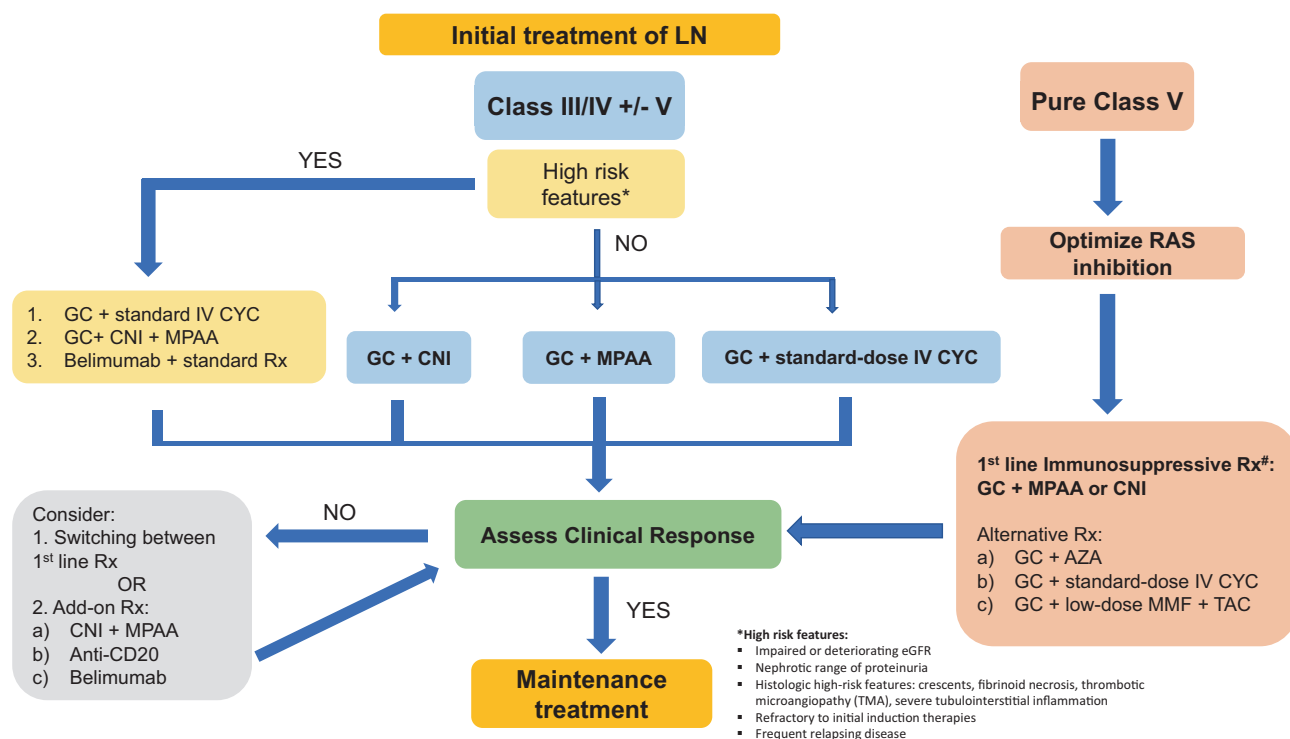 Initial treatment of LN
Class III/IV +/- V
Pure Class V
YES
High risk
features*
NO
Optimize RAS
inhibition
1. GC + standard IV CYC
2. GC+ CNI + MPAA
3. Belimumab + standard Rx
GC + CNI
GC + MPAA
GC + standard-dose IV CYC
1st line Immunosuppressive Rx#:
GC + MPAA or CNI
Alternative Rx:
a) GC + AZA
b) GC + standard-dose IV CYC
c) GC + low-dose MMF + TAC
Consider:
1. Switching between
1st line Rx
OR
2. Add-on Rx:
a) CNI + MPAA
b) Anti-CD20
c) Belimumab
NO
Assess Clinical Response
YES
Maintenance
treatment
*High risk features:
▪ Impaired or deteriorating eGFR
▪ Nephrotic range of proteinuria
▪ Histologic high-risk features: crescents, fibrinoid necrosis, thrombotic
microangiopathy (TMA), severe tubulointerstitial inflammation
▪ Refractory to initial induction therapies
▪ Frequent relapsing disease